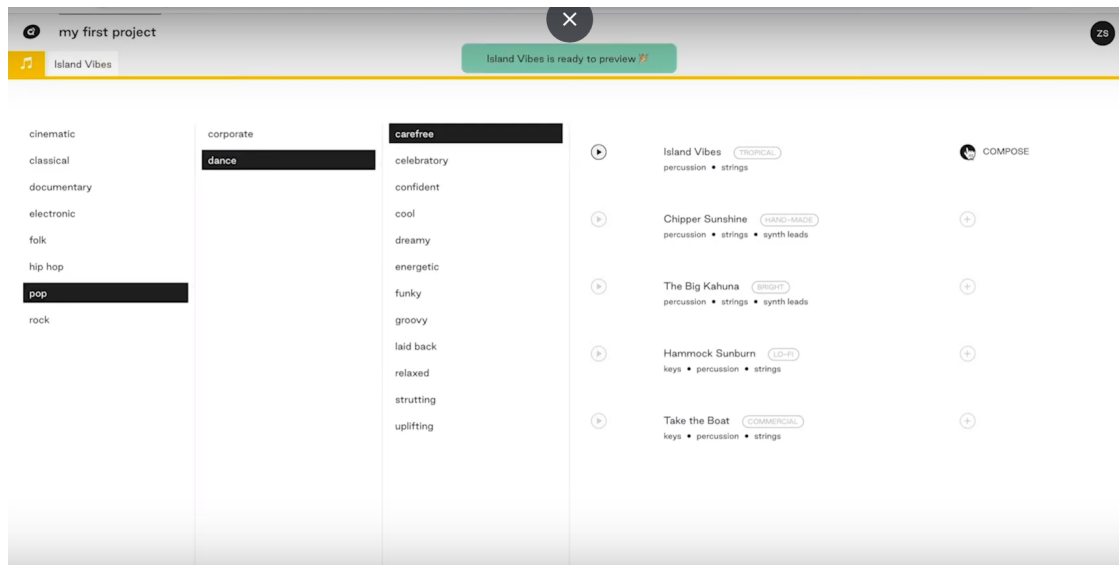 my first project
ZS
Island Vibes is ready to preview
Island Vibes
cinematic
classical
documentary
electronic
folk
hip hop
pop
rock
corporate
dance
carefree
celebratory
confident
cool
dreamy
energetic
funky
groovy
laid back
relaxed
strutting
uplifting
Island Vibes TROPICAL
percussion • strings
COMPOSE
Chipper Sunshine HAND-MADE
percussion • strings • synth leads
The Big Kahuna BRIGHT
percussion • strings • synth leads
Hammock Sunburn LO-FI
keys • percussion • strings
Take the Boat COMMERCIAL
keys • percussion • strings